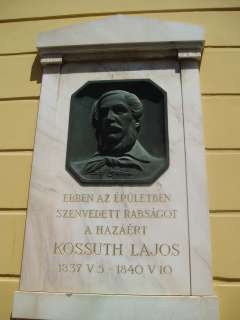 EBBEN AZ ÉPÜLETBEN
SZENVEDETT RABSÁGOT
A HAZÁÉRT
KOSSUTH LAJOS
1837 V 5 - 1840 V 10